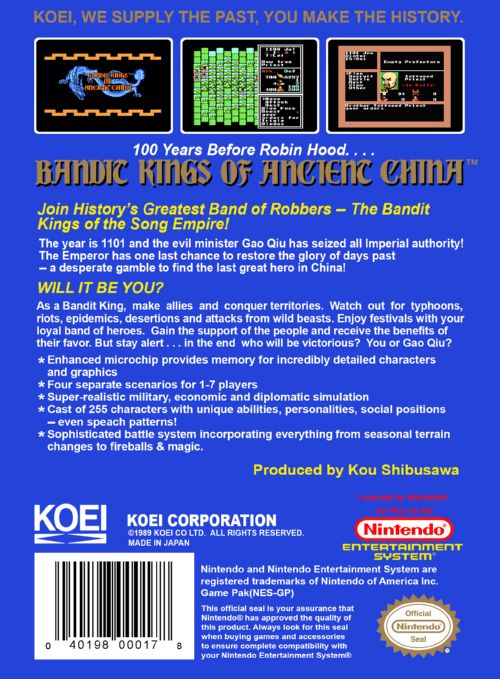 KOEI, WE SUPPLY THE PAST, YOU MAKE THE HISTORY.
BANDIT KINGS
OF
ANCIENT CHINA
Empty Prefecture
100 Years Before Robin Hood. . . .
BANDIT KINGS OF ANCIENT CHINA™
Join History's Greatest Band of Robbers – The Bandit
Kings of the Song Empire!
The year is 1101 and the evil minister Gao Qiu has seized all Imperial authority!
The Emperor has one last chance to restore the glory of days past
– a desperate gamble to find the last great hero in China!
WILL IT BE YOU?
As a Bandit King, make allies and conquer territories. Watch out for typhoons,
riots, epidemics, desertions and attacks from wild beasts. Enjoy festivals with your
loyal band of heroes. Gain the support of the people and receive the benefits of
their favor. But stay alert . . . in the end who will be victorious? You or Gao Qiu?
* Enhanced microchip provides memory for incredibly detailed characters
and graphics
* Four separate scenarios for 1-7 players
* Super-realistic military, economic and diplomatic simulation
* Cast of 255 characters with unique abilities, personalities, social positions
– even speach patterns!
* Sophisticated battle system incorporating everything from seasonal terrain
changes to fireballs & magic.
Produced by Kou Shibusawa
KOEI
KOEI CORPORATION
©1989 KOEI CO LTD. ALL RIGHTS RESERVED.
MADE IN JAPAN
Licensed by Nintendo®
for Play on the
Nintendo®
ENTERTAINMENT
SYSTEM®
Nintendo and Nintendo Entertainment System are
registered trademarks of Nintendo of America Inc.
Game Pak(NES-GP)
This official seal is your assurance that
Nintendo® has approved the quality of
this product. Always look for this seal
when buying games and accessories
to ensure complete compatibility with
your Nintendo Entertainment System®
Official
Nintendo
Seal
0 40198 00017 8